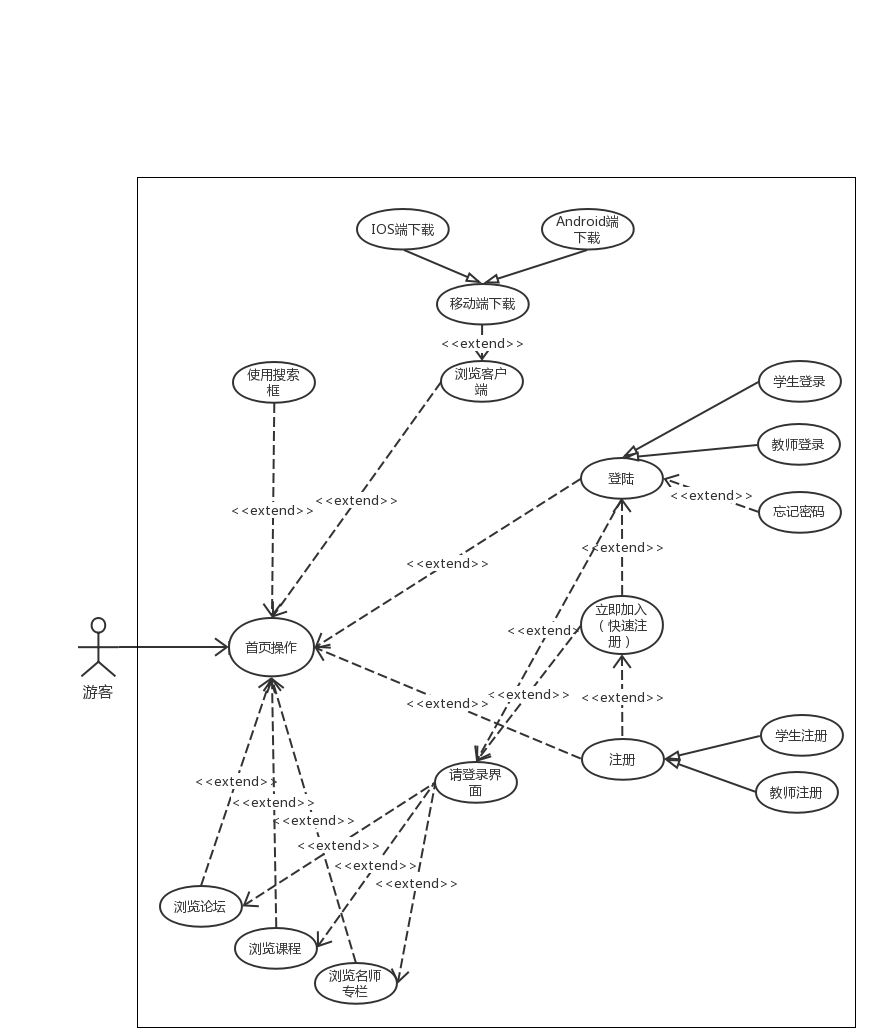 IOS端下载
Android端
下载
移动端下载
<<extend>>
使用搜索
框
浏览客户
端
学生登录
教师登录
登陆
<<extend>>
忘记密码
<<extend>>
<<extend>>
<<extend>>
<<extend>>
立即加入
（快速注
册）
<<extend>>
首页操作
游客
<<extend>>
<<extend>>
<<extend>>
学生注册
注册
请登录界
面
教师注册
<<extend>>
<<extend>>
<<extend>>
<<extend>>
<<extend>>
<<extend>>
浏览论坛
浏览课程
浏览名师
专栏